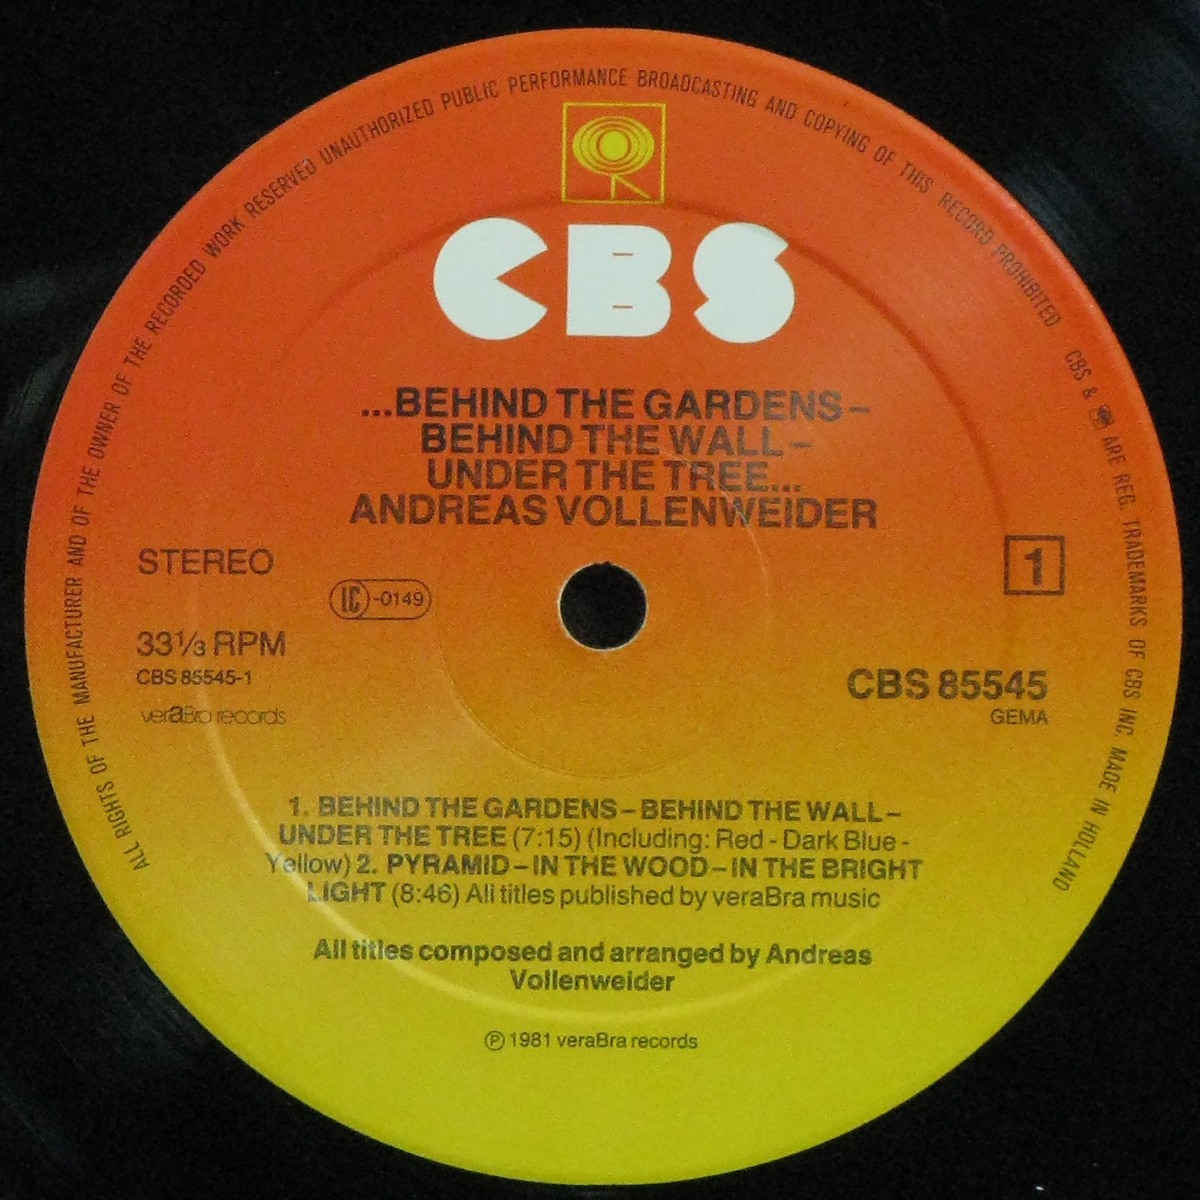 ALL RIGHTS OF THE MANUFACTURER AND OF THE OWNER OF THE RECORDED WORK RESERVED UNAUTHORIZED PUBLIC PERFORMANCE BROADCASTING AND COPYING OF THIS RECORD PROHIBITED
CBS & ARE REG. TRADEMARKS OF CBS INC. MADE IN HOLLAND
CBS
...BEHIND THE GARDENS –
BEHIND THE WALL –
UNDER THE TREE...
ANDREAS VOLLENWEIDER
STEREO
1
LC -0149
33⅓ RPM
CBS 85545-1
CBS 85545
veraBra records
GEMA
1. BEHIND THE GARDENS – BEHIND THE WALL –
UNDER THE TREE (7:15) (Including: Red - Dark Blue -
Yellow) 2. PYRAMID – IN THE WOOD – IN THE BRIGHT
LIGHT (8:46) All titles published by veraBra music
All titles composed and arranged by Andreas
Vollenweider
Ⓟ 1981 veraBra records